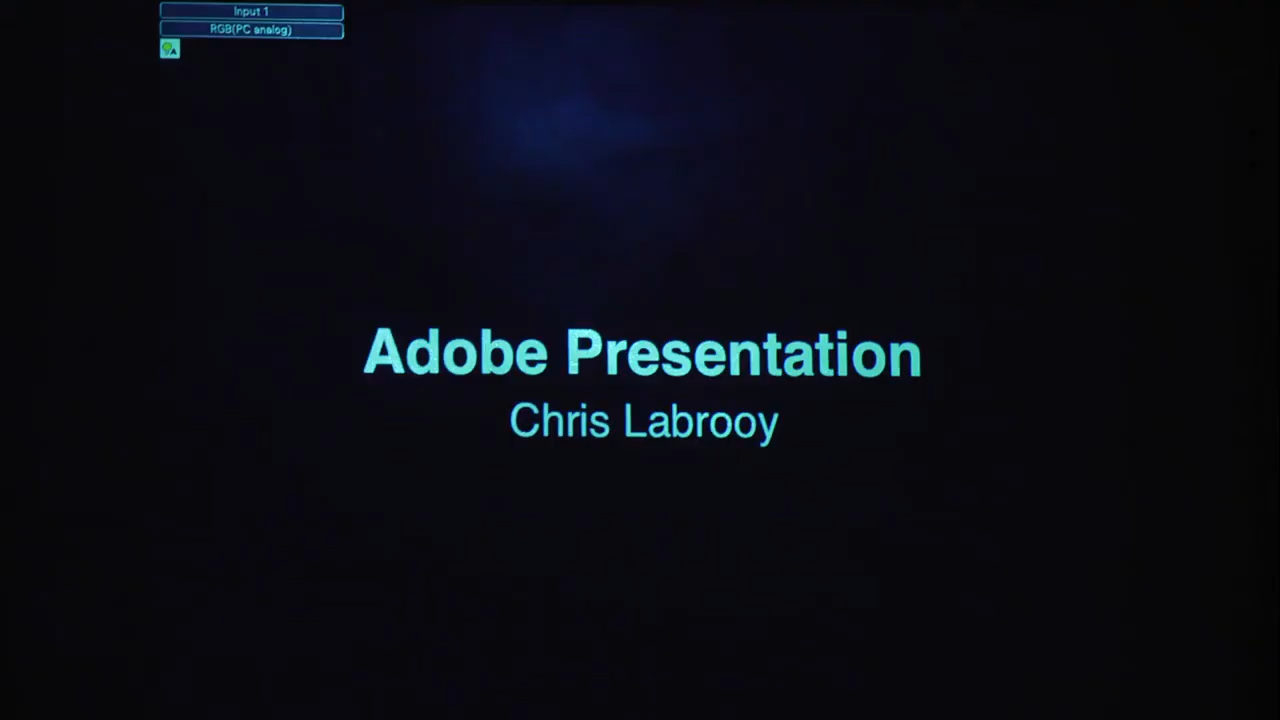 Input 1
RGB(PC analog)
Adobe Presentation
Chris Labrooy